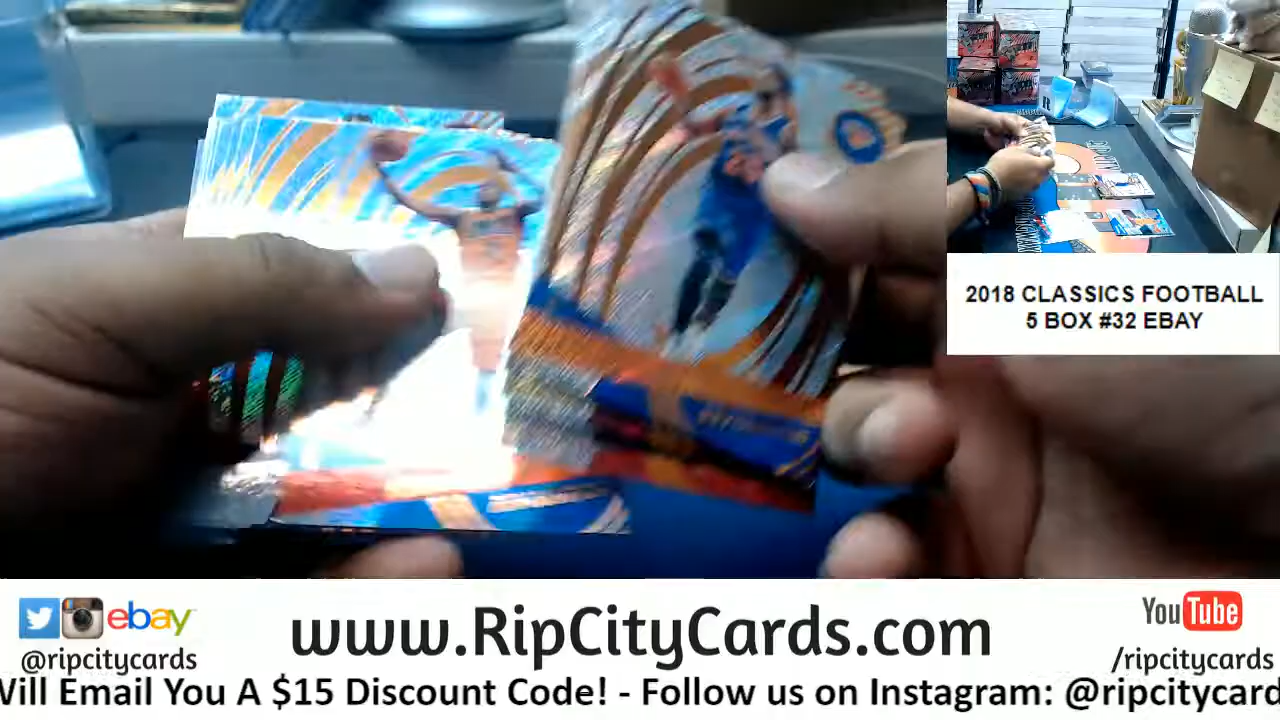 2018 CLASSICS FOOTBALL
5 BOX #32 EBAY
ebay
@ripcitycards
www.RipCityCards.com
YouTube
/ripcitycards
Will Email You A $15 Discount Code! - Follow us on Instagram: @ripcitycard